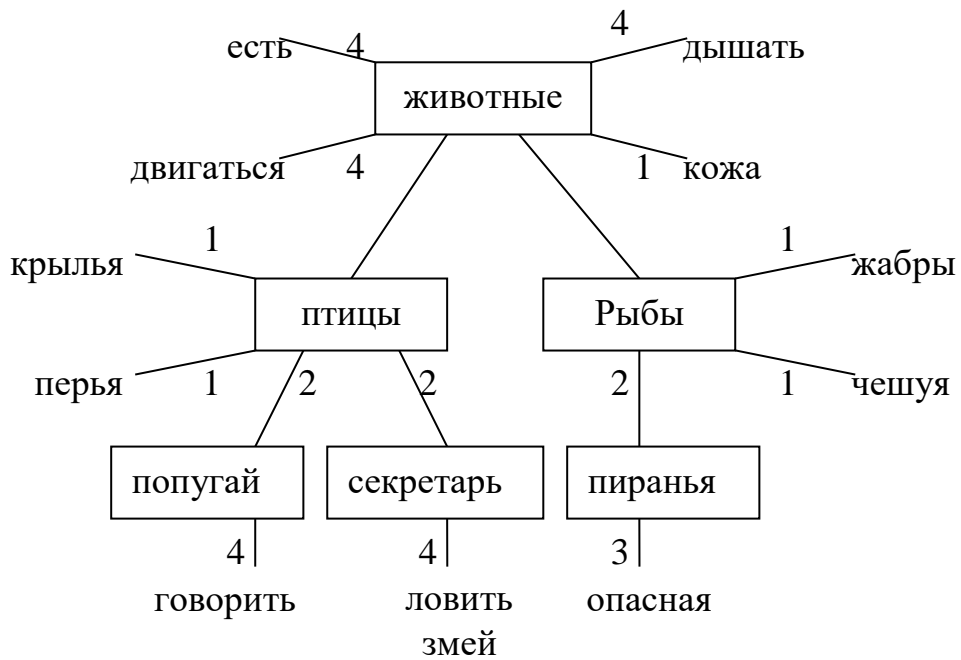 есть 4 4 дышать
животные
двигаться 4 1 кожа
крылья 1 1 жабры
птицы Рыбы
перья 1 2 2 2 1 чешуя
попугай секретарь пиранья
4 4 3
говорить ловить опасная
змей